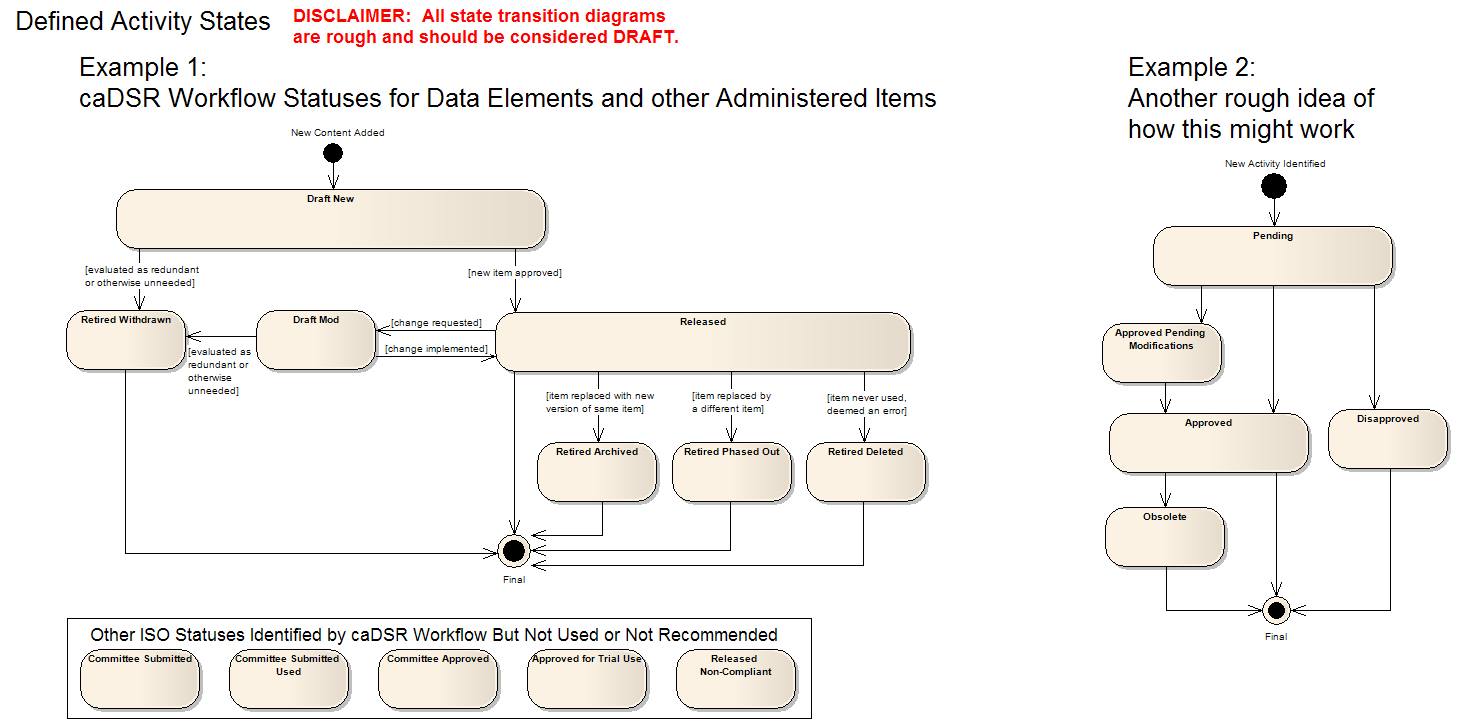 Defined Activity States
DISCLAIMER:  All state transition diagrams
are rough and should be considered DRAFT.
Example 1:
caDSR Workflow Statuses for Data Elements and other Administered Items
New Content Added
Draft New
[evaluated as redundant
or otherwise unneeded]
[new item approved]
Retired Withdrawn
Draft Mod
[change requested]
[change implemented]
Released
[evaluated as
redundant or
otherwise
unneeded]
[item replaced with new
version of same item]
[item replaced by
a different item]
[item never used,
deemed an error]
Retired Archived
Retired Phased Out
Retired Deleted
Final
Other ISO Statuses Identified by caDSR Workflow But Not Used or Not Recommended
Committee Submitted
Committee Submitted
Used
Committee Approved
Approved for Trial Use
Released
Non-Compliant
Example 2:
Another rough idea of
how this might work
New Activity Identified
Pending
Approved Pending
Modifications
Approved
Disapproved
Obsolete
Final